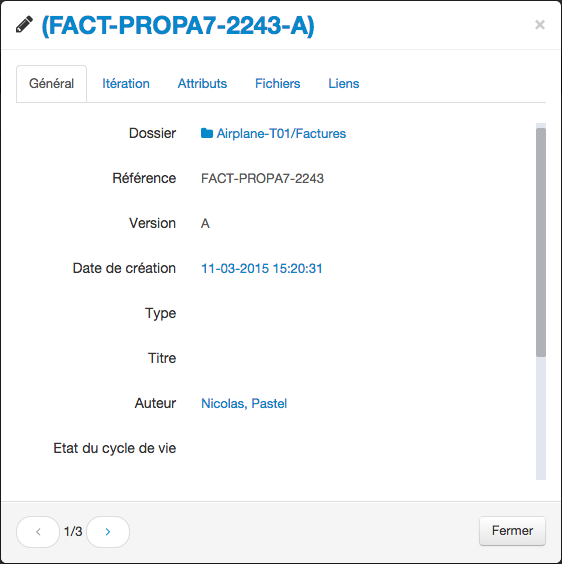 (FACT-PROPA7-2243-A) ×
Général Itération Attributs Fichiers Liens
Dossier Airplane-T01/Factures
Référence FACT-PROPA7-2243
Version A
Date de création 11-03-2015 15:20:31
Type
Titre
Auteur Nicolas, Pastel
Etat du cycle de vie
< 1/3 > Fermer